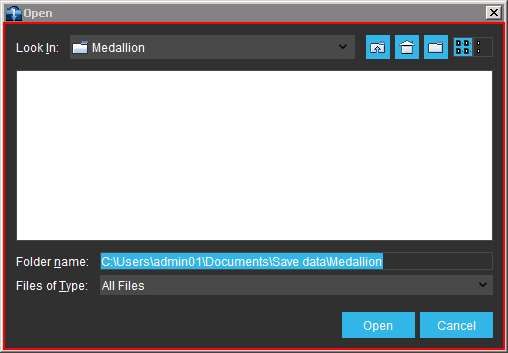 Open
Look In: Medallion
Folder name: C:\Users\admin01\Documents\Save data\Medallion
Files of Type: All Files
Open Cancel